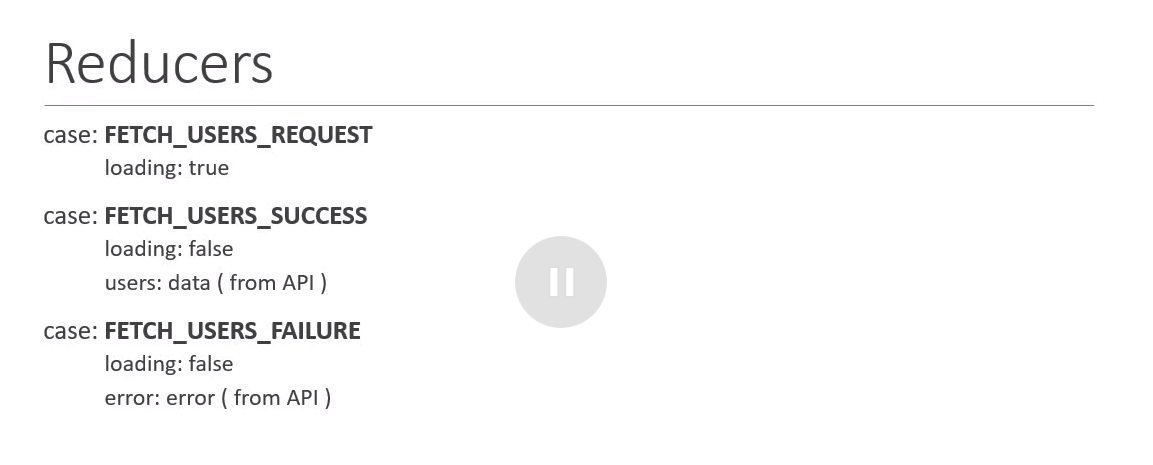 Reducers
case: FETCH_USERS_REQUEST
loading: true
case: FETCH_USERS_SUCCESS
loading: false
users: data ( from API )
case: FETCH_USERS_FAILURE
loading: false
error: error ( from API )